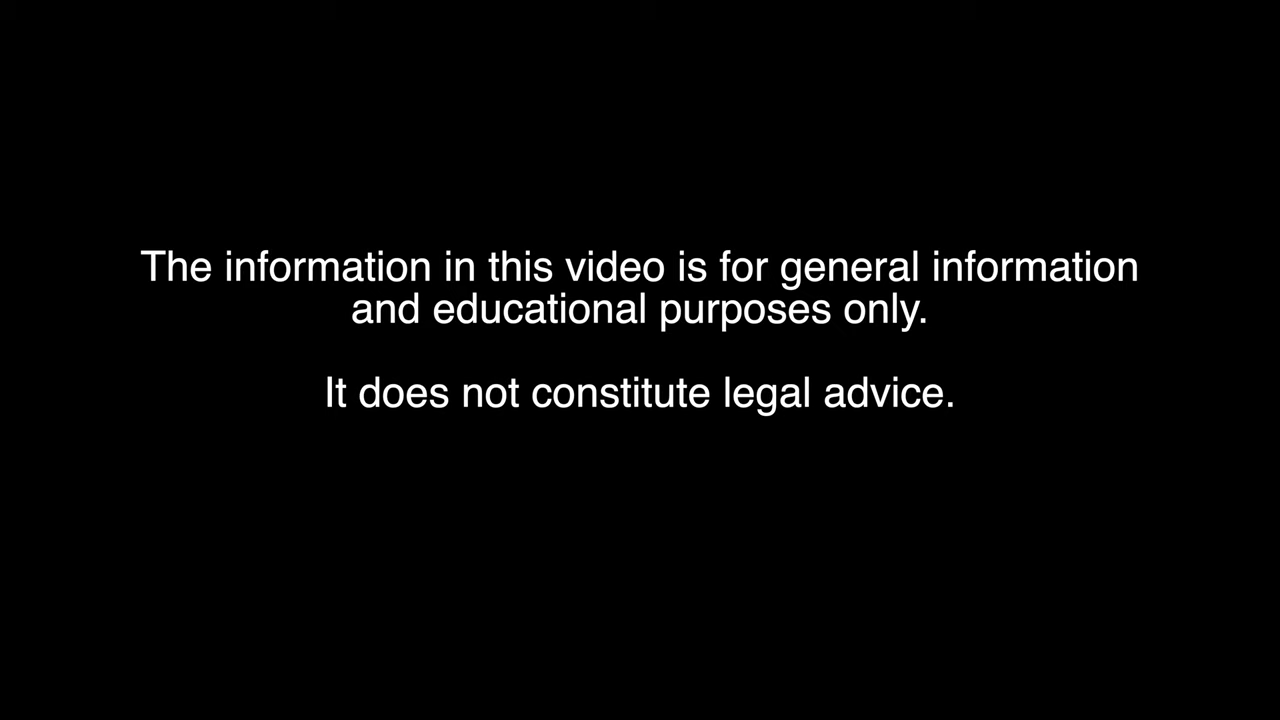 The information in this video is for general information
and educational purposes only.
It does not constitute legal advice.